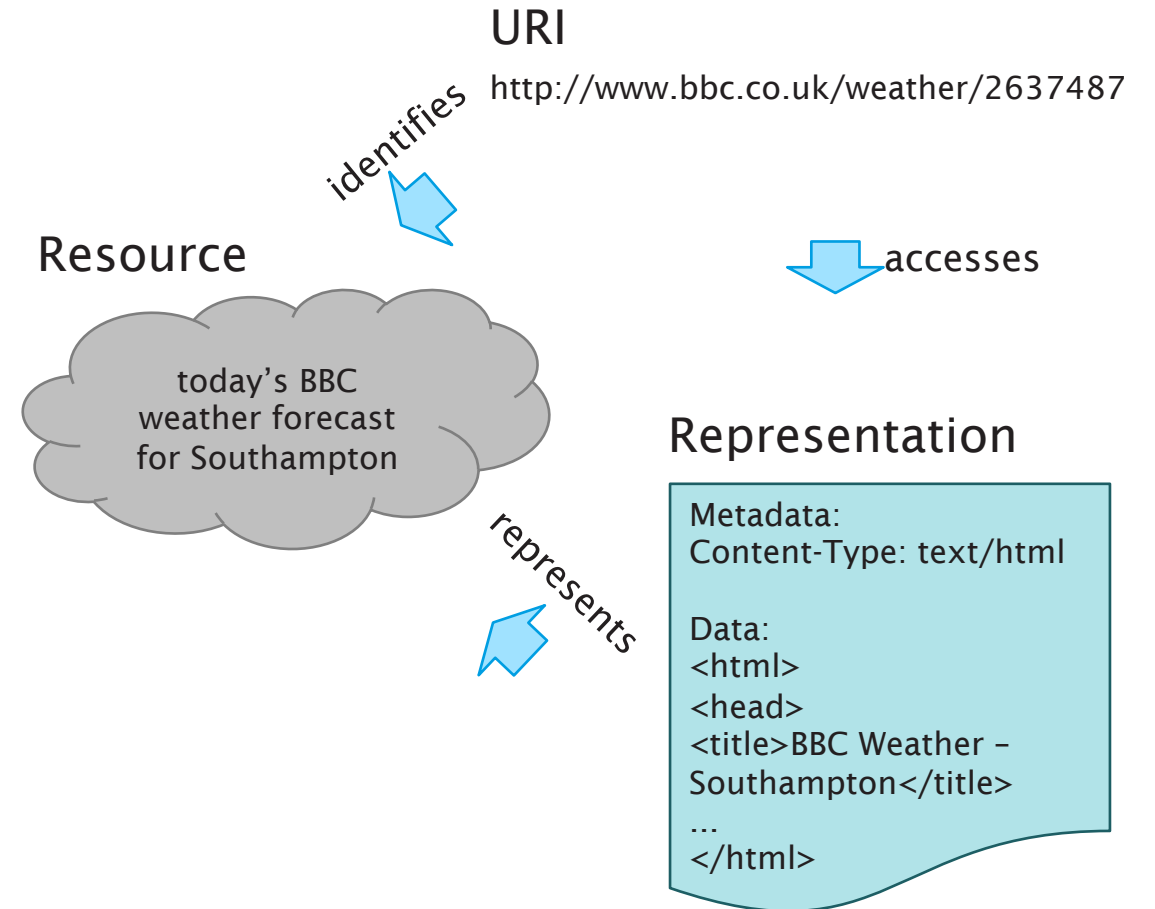 URI
http://www.bbc.co.uk/weather/2637487
identifies
Resource
accesses
today’s BBC
weather forecast
for Southampton
Representation
represents
Metadata:
Content-Type: text/html
Data:
<html>
<head>
<title>BBC Weather –
Southampton</title>
...
</html>